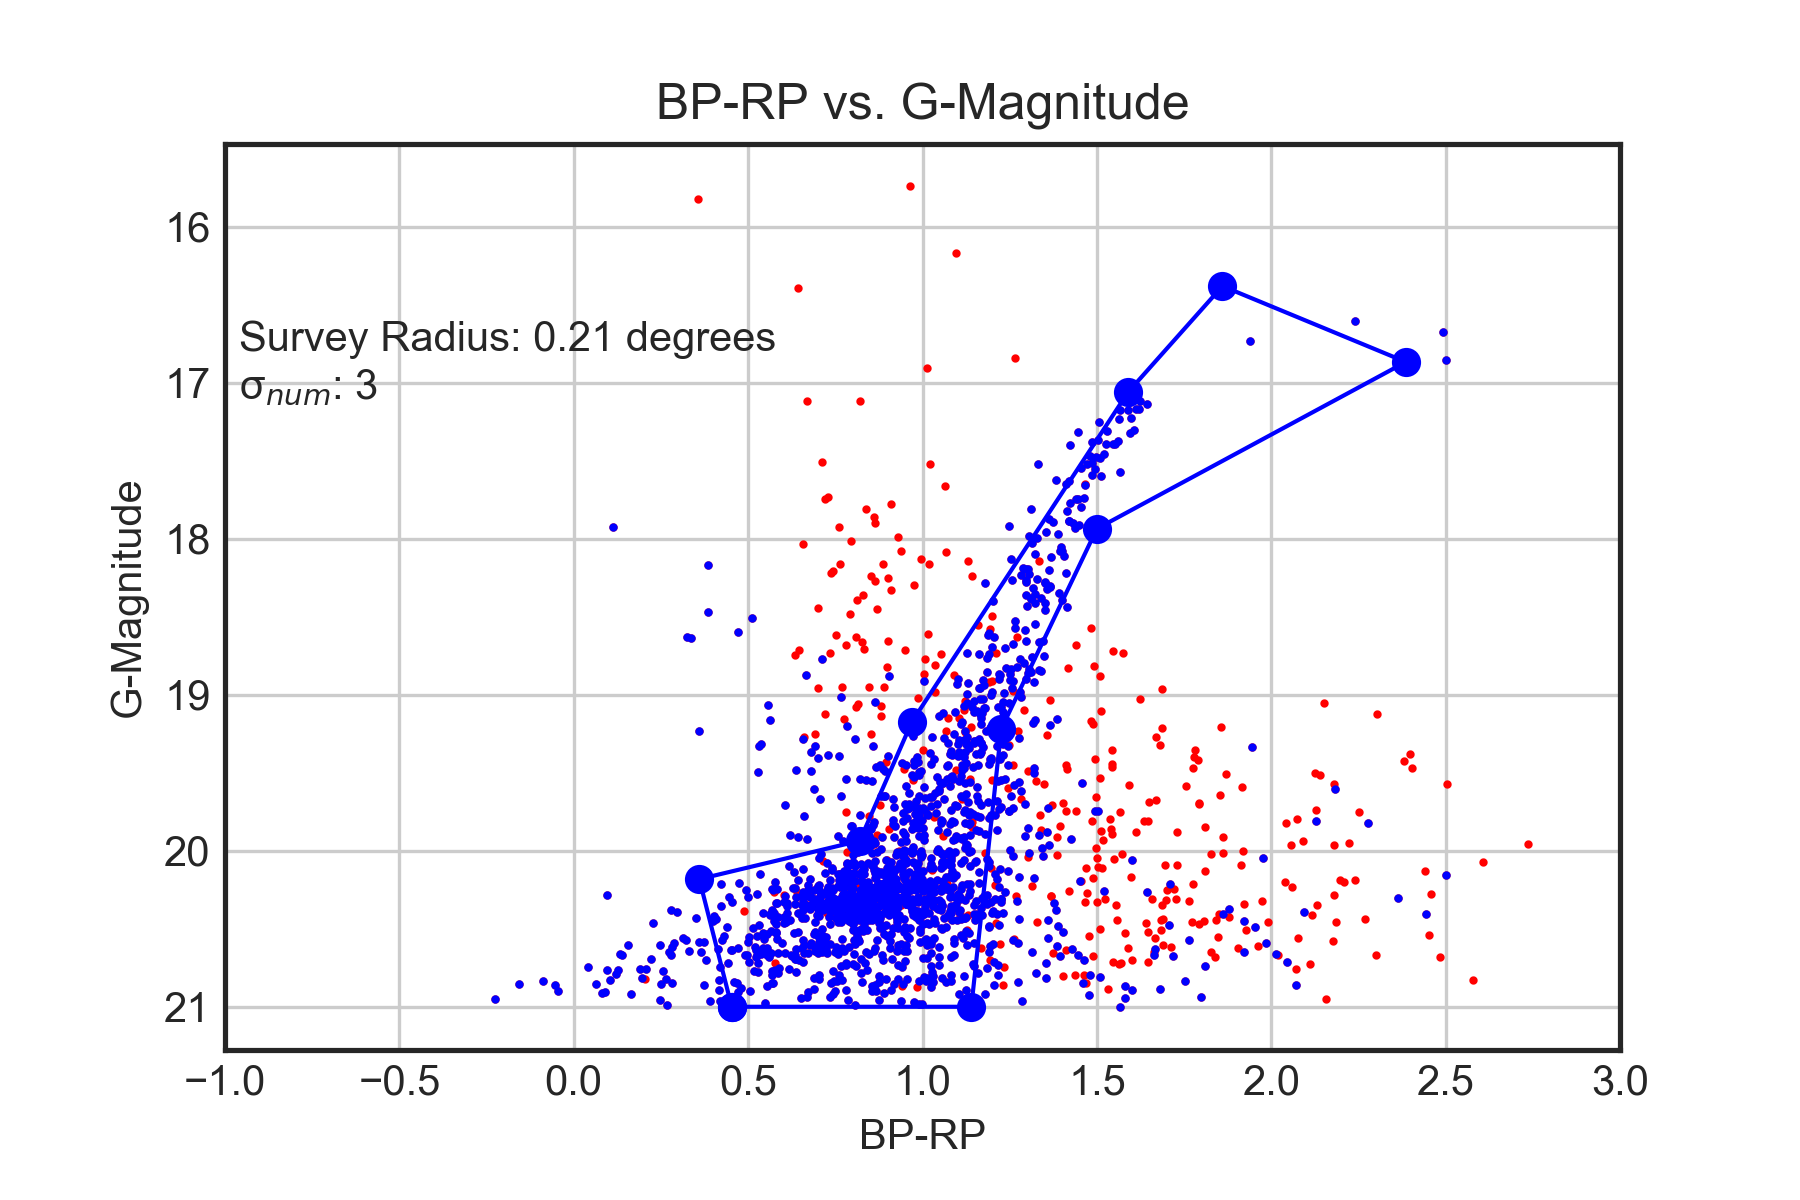 BP-RP vs. G-Magnitude
Survey Radius: 0.21 degrees
σnum: 3
G-Magnitude
16
17
18
19
20
21
−1.0 −0.5 0.0 0.5 1.0 1.5 2.0 2.5 3.0
BP-RP